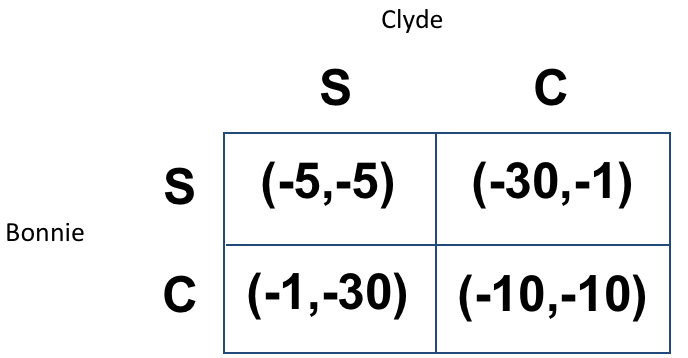 Clyde
S C
S (-5,-5) (-30,-1)
Bonnie
C (-1,-30) (-10,-10)